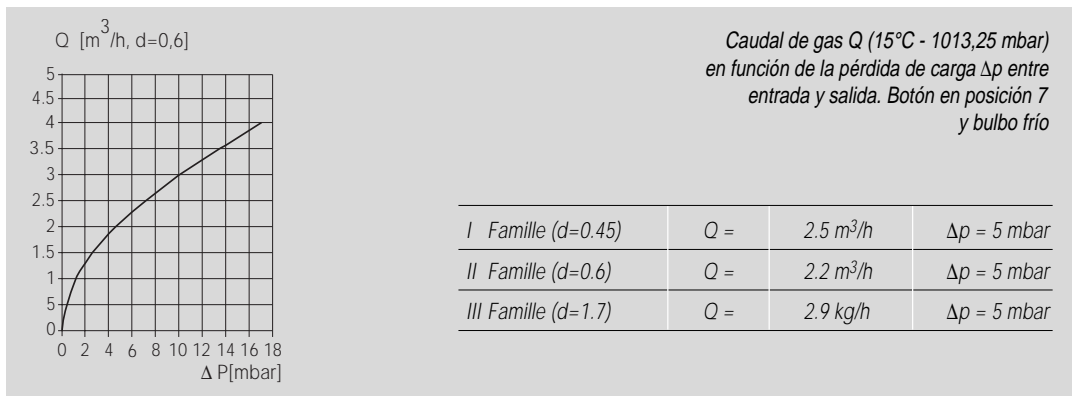 Q [m3/h, d=0,6]
5
4.5
4
3.5
3
2.5
2
1.5
1
5
0
0 2 4 6 8 10 12 14 16 18
Δ P[mbar]
Caudal de gas Q (15°C - 1013,25 mbar)
en función de la pérdida de carga Δp entre
entrada y salida. Botón en posición 7
y bulbo frío
I Famille (d=0.45) Q = 2.5 m3/h Δp = 5 mbar
II Famille (d=0.6) Q = 2.2 m3/h Δp = 5 mbar
III Famille (d=1.7) Q = 2.9 kg/h Δp = 5 mbar